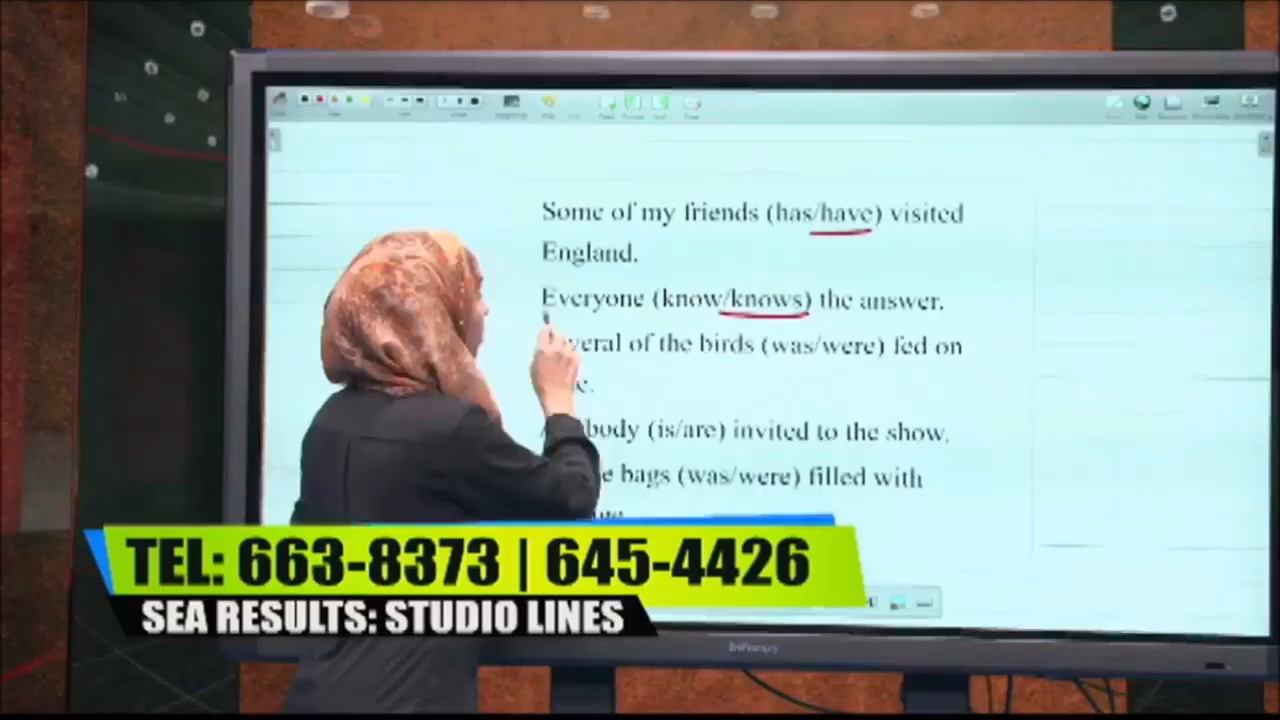 Some of my friends (has/have) visited
England.
Everyone (know/knows) the answer.
of the birds (was/were) fed on
(is/are) invited to the show.
bags (was/were) filled with
TEL: 663-8373 | 645-4426
SEA RESULTS: STUDIO LINES